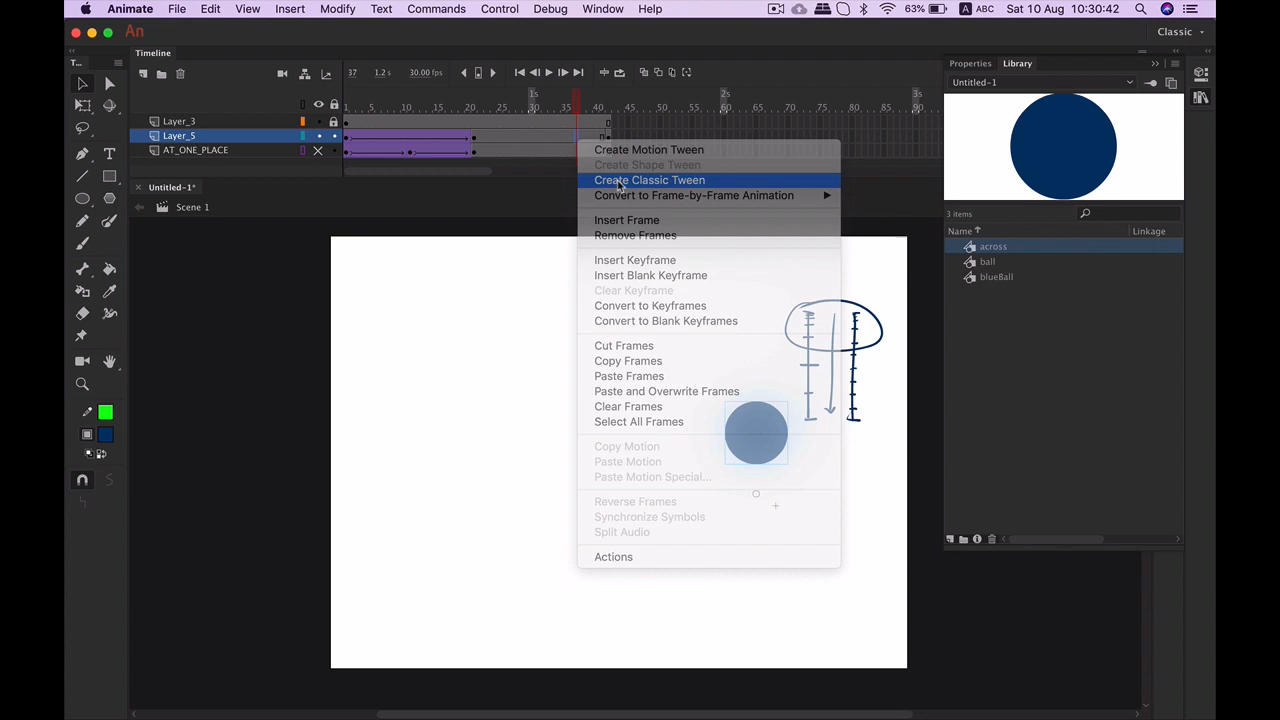 Animate File Edit View Insert Modify Text Commands Control Debug Window Help 63% A ABC Sat 10 Aug 10:30:42
An Classic
Timeline
T...
37 1.2 s 30.00 fps
1s 2s 3s
1 5 10 15 20 25 30 35 40 45 50 55 60 65 70 75 80 85 90
Layer_3
Layer_5
AT_ONE_PLACE
Untitled-1*
Scene 1
Create Motion Tween
Create Shape Tween
Create Classic Tween
Convert to Frame-by-Frame Animation
Insert Frame
Remove Frames
Insert Keyframe
Insert Blank Keyframe
Clear Keyframe
Convert to Keyframes
Convert to Blank Keyframes
Cut Frames
Copy Frames
Paste Frames
Paste and Overwrite Frames
Clear Frames
Select All Frames
Copy Motion
Paste Motion
Paste Motion Special...
Reverse Frames
Synchronize Symbols
Split Audio
Actions
Properties Library
Untitled-1
3 items
Name Linkage
across
ball
blueBall